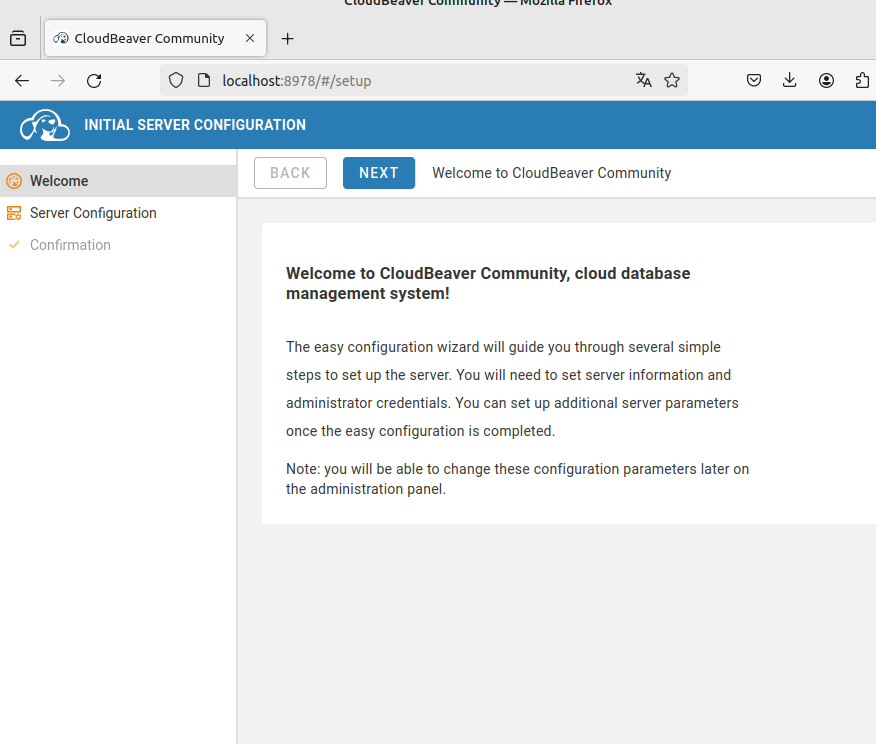 CloudBeaver Community — Mozilla Firefox
CloudBeaver Community
localhost:8978/#/setup
INITIAL SERVER CONFIGURATION
Welcome
Server Configuration
Confirmation
BACK
NEXT
Welcome to CloudBeaver Community
Welcome to CloudBeaver Community, cloud database
management system!
The easy configuration wizard will guide you through several simple
steps to set up the server. You will need to set server information and
administrator credentials. You can set up additional server parameters
once the easy configuration is completed.
Note: you will be able to change these configuration parameters later on
the administration panel.